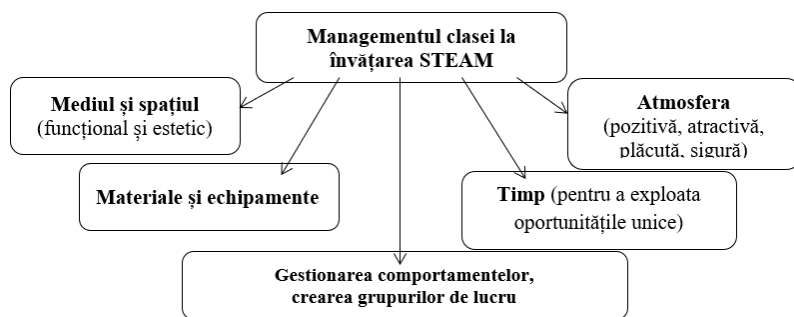 Managementul clasei la
învățarea STEAM
Mediul și spațiul
(funcțional și estetic)
Atmosfera
(pozitivă, atractivă,
plăcută, sigură)
Materiale și echipamente
Timp (pentru a exploata
oportunitățile unice)
Gestionarea comportamentelor,
crearea grupurilor de lucru